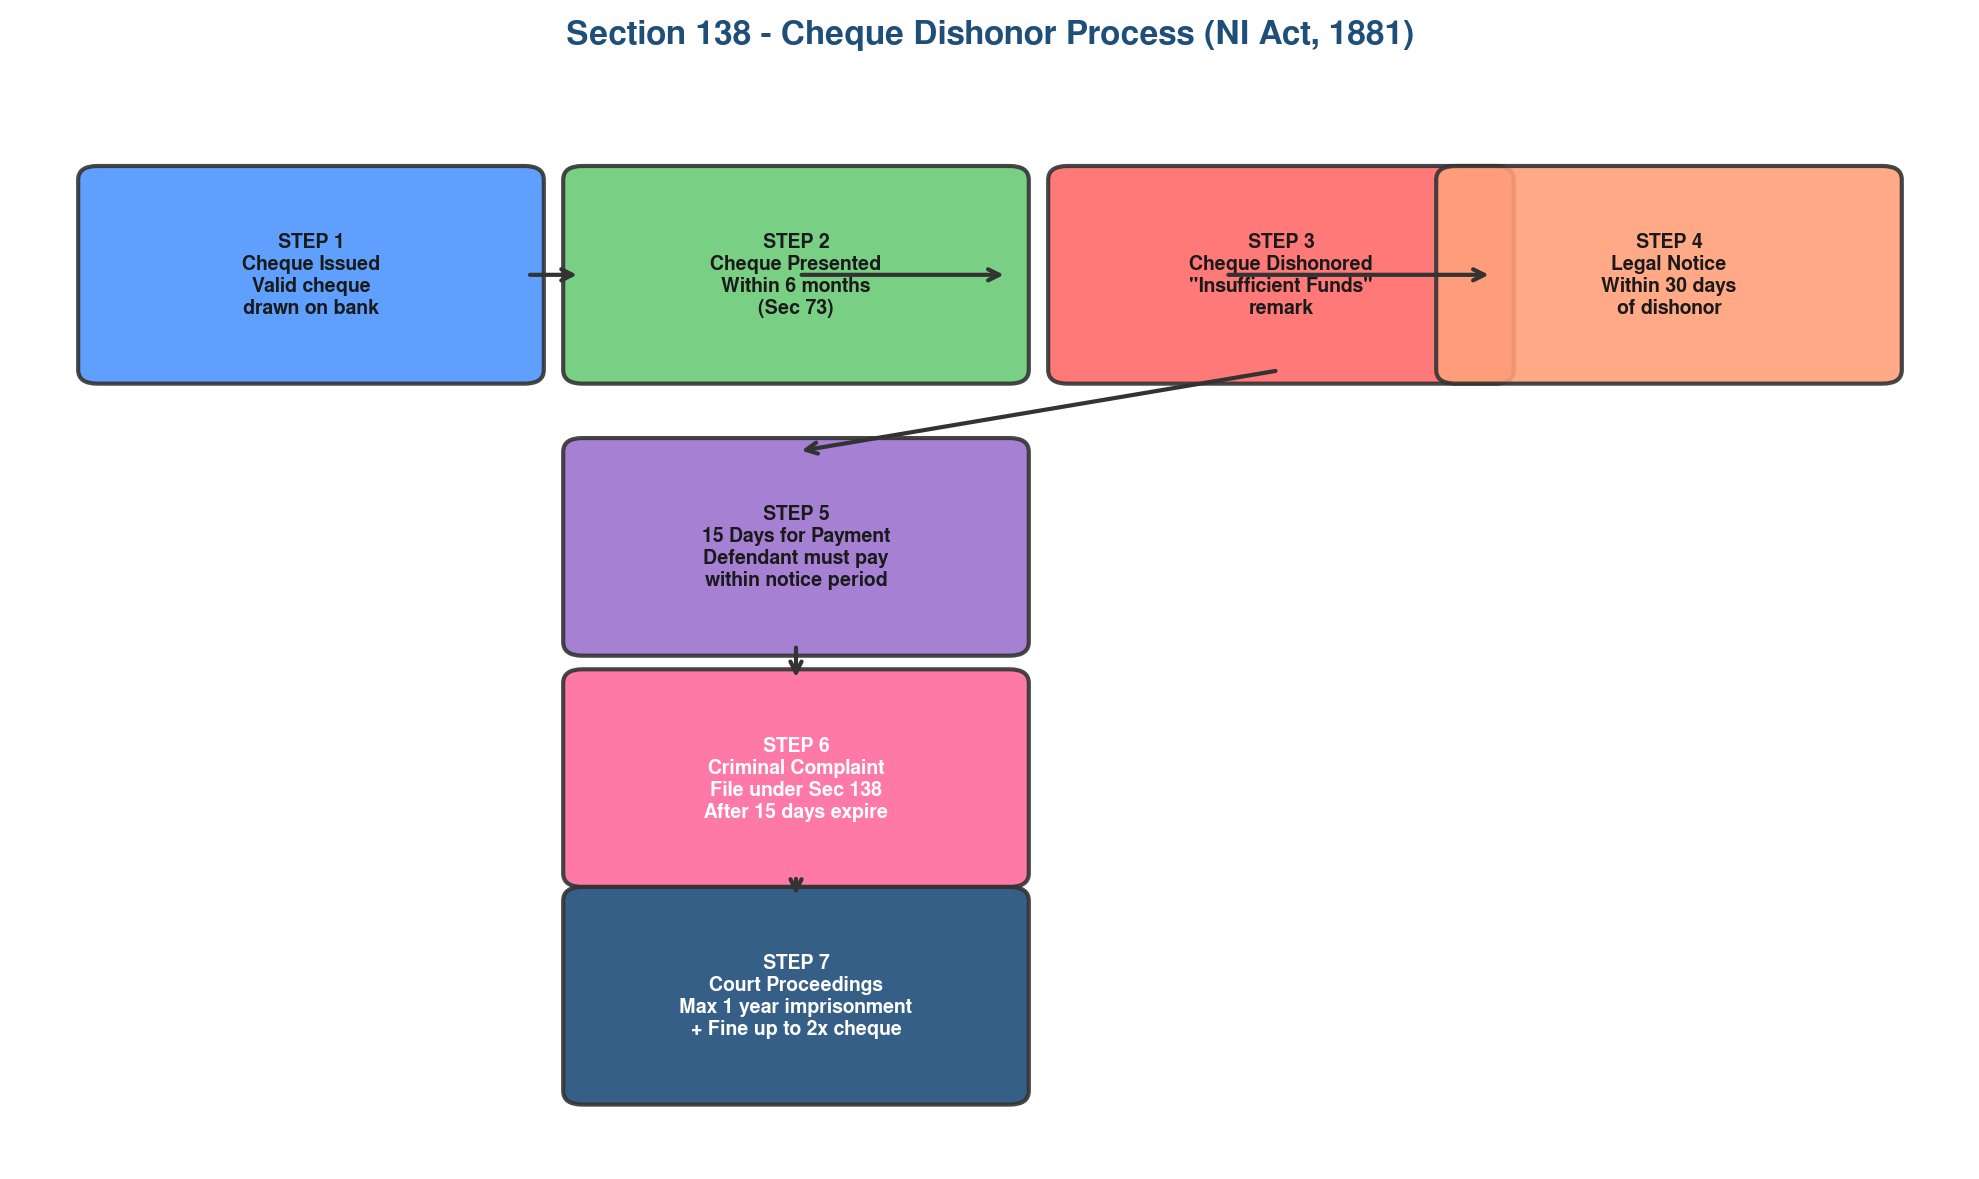 Section 138 - Cheque Dishonor Process (NI Act, 1881)
STEP 1
Cheque Issued
Valid cheque
drawn on bank
STEP 2
Cheque Presented
Within 6 months
(Sec 73)
STEP 3
Cheque Dishonored
"Insufficient Funds"
remark
STEP 4
Legal Notice
Within 30 days
of dishonor
STEP 5
15 Days for Payment
Defendant must pay
within notice period
STEP 6
Criminal Complaint
File under Sec 138
After 15 days expire
STEP 7
Court Proceedings
Max 1 year imprisonment
+ Fine up to 2x cheque